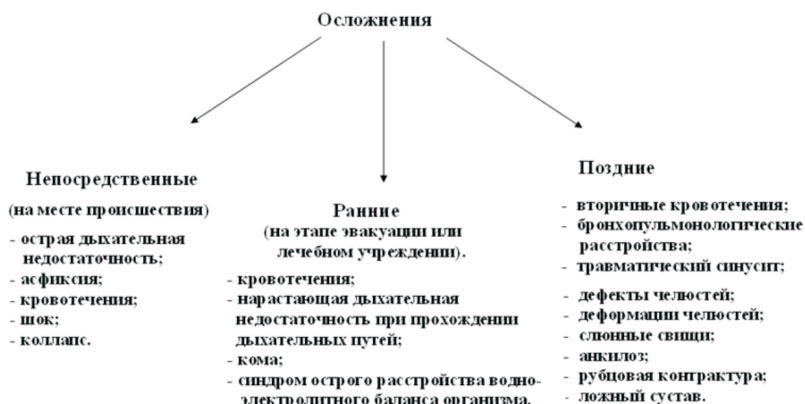 Осложнения
Непосредственные
(на месте происшествия)
- острая дыхательная
недостаточность;
- асфиксия;
- кровотечения;
- шок;
- коллапс.
Ранние
(на этапе эвакуации или
лечебном учреждении).
- кровотечения;
- нарастающая дыхательная
недостаточность при прохождении
дыхательных путей;
- кома;
- синдром острого расстройства водно-
электролитного баланса организма.
Поздние
- вторичные кровотечения;
- бронхопульмонологические
расстройства;
- травматический синусит;
- дефекты челюстей;
- деформации челюстей;
- слюнные свищи;
- анкилоз;
- рубцовая контрактура;
- ложный сустав.